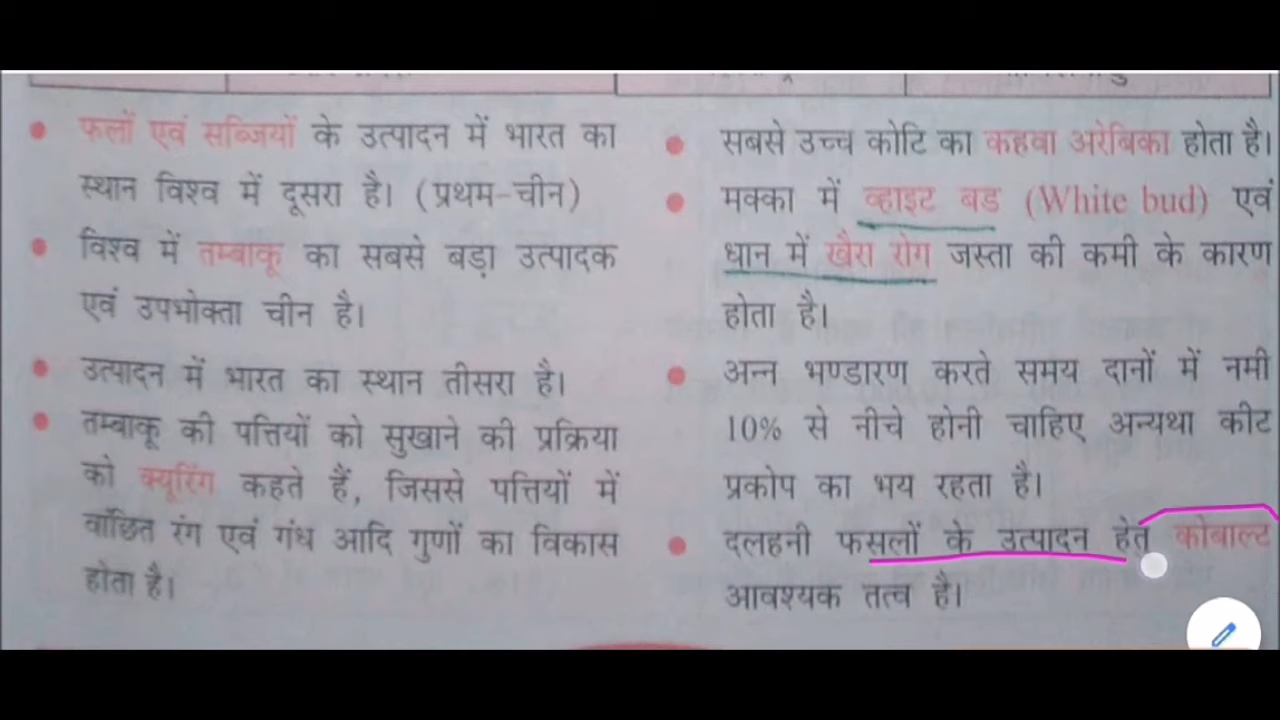 फलों एवं सब्जियों के उत्पादन में भारत का
स्थान विश्व में दूसरा है। (प्रथम-चीन)
विश्व में तम्बाकू का सबसे बड़ा उत्पादक
एवं उपभोक्ता चीन है।
उत्पादन में भारत का स्थान तीसरा है।
तम्बाकू की पत्तियों को सुखाने की प्रक्रिया
को क्यूरिंग कहते हैं, जिससे पत्तियों में
वांछित रंग एवं गंध आदि गुणों का विकास
होता है।
सबसे उच्च कोटि का कहवा अरेबिका होता है।
मक्का में व्हाइट बड (White bud) एवं
धान में खैरा रोग जस्ता की कमी के कारण
होता है।
अन्न भण्डारण करते समय दानों में नमी
10% से नीचे होनी चाहिए अन्यथा कीट
प्रकोप का भय रहता है।
दलहनी फसलों के उत्पादन हेतु कोबाल्ट
आवश्यक तत्व है।